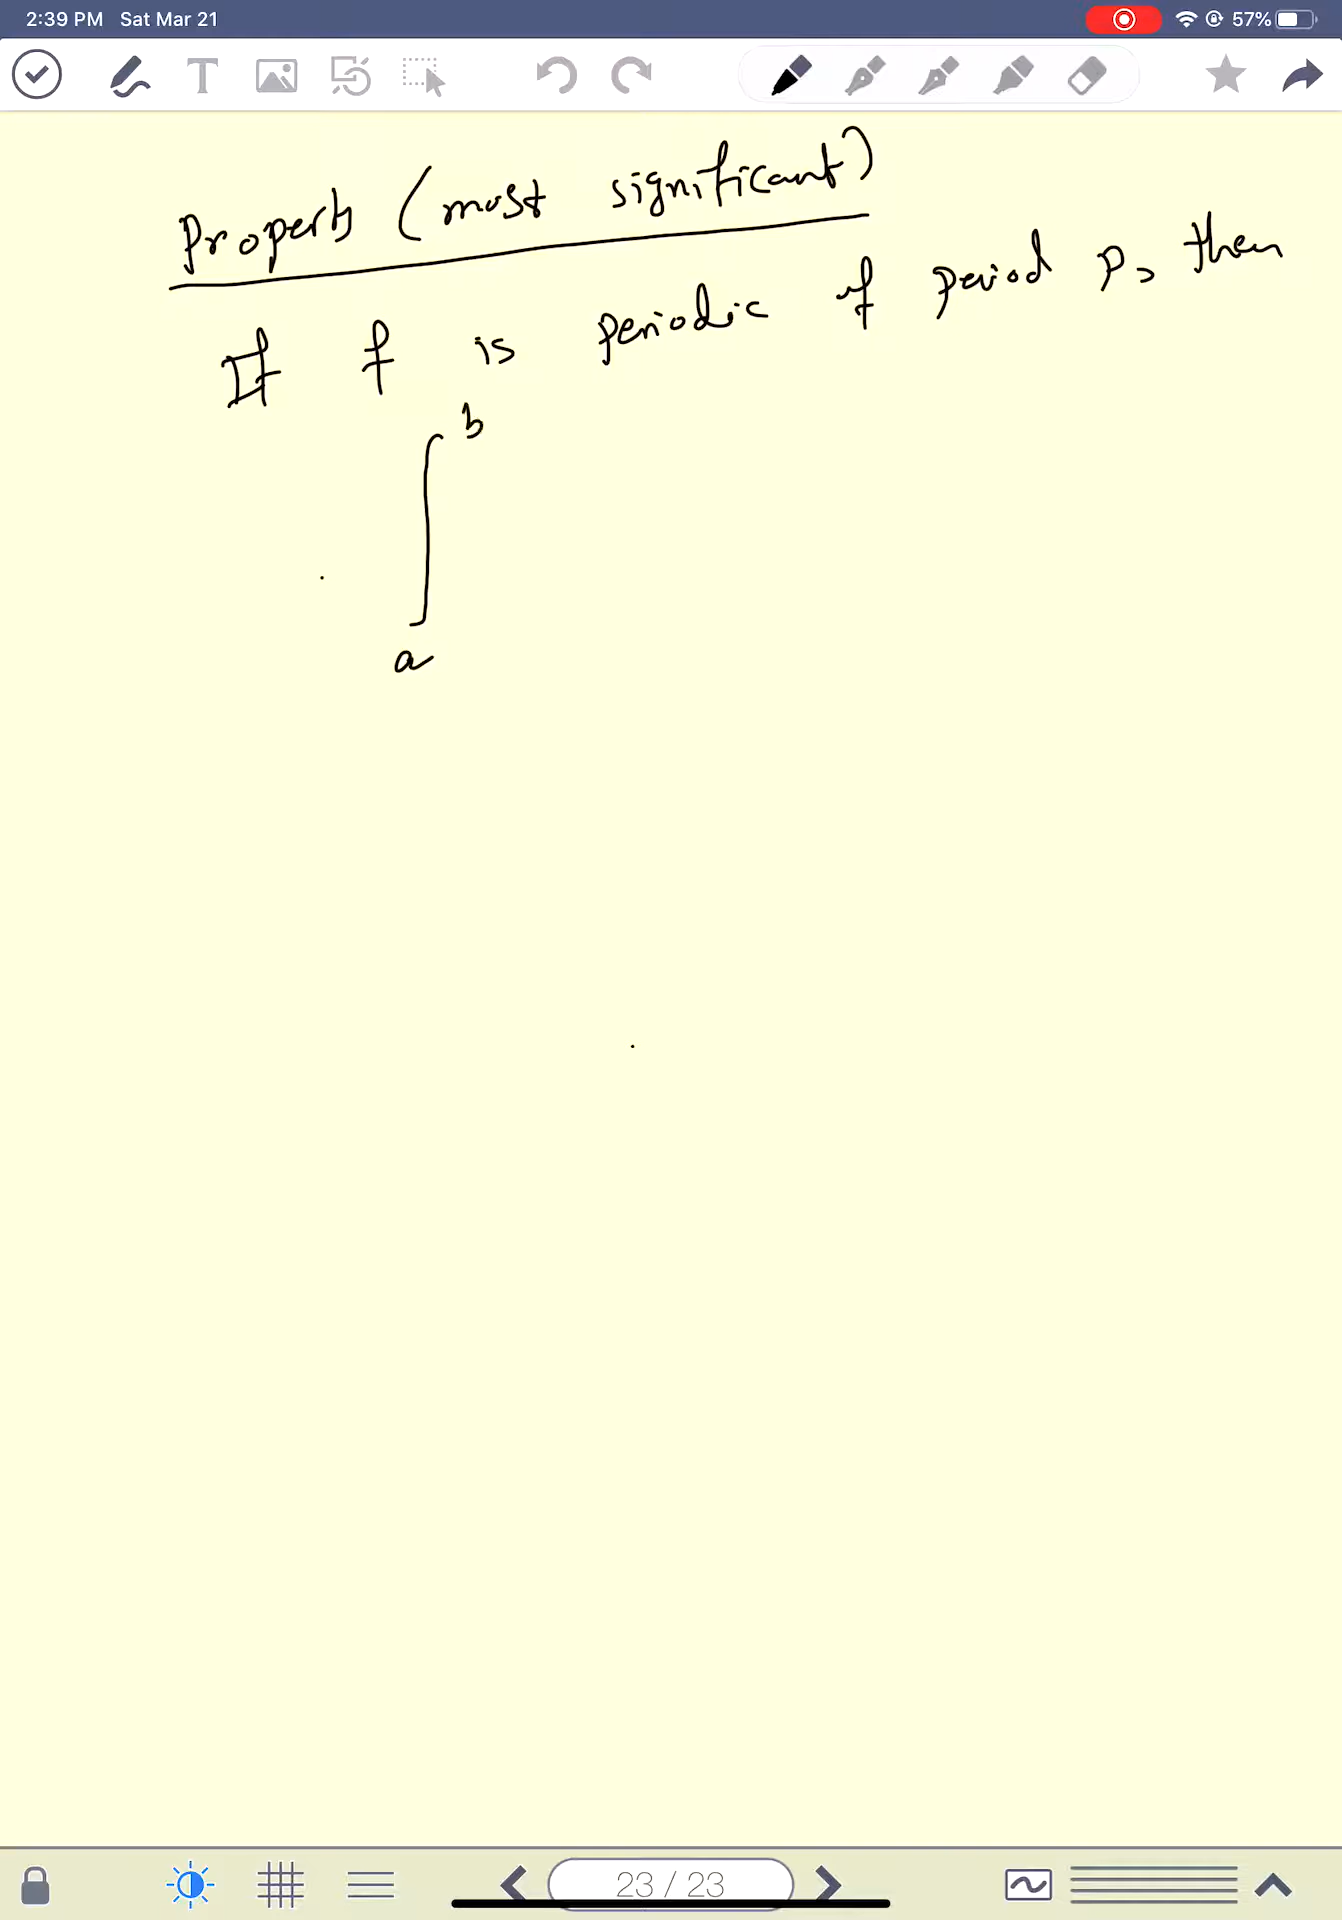 2:39 PM Sat Mar 21 57%
Property (most significant)
If f is periodic of period P, then
∫
b
a
23 / 23